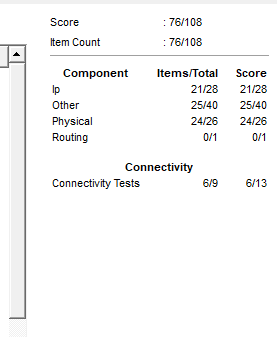 Score : 76/108
Item Count : 76/108
Component Items/Total Score
Ip 21/28 21/28
Other 25/40 25/40
Physical 24/26 24/26
Routing 0/1 0/1
Connectivity
Connectivity Tests 6/9 6/13